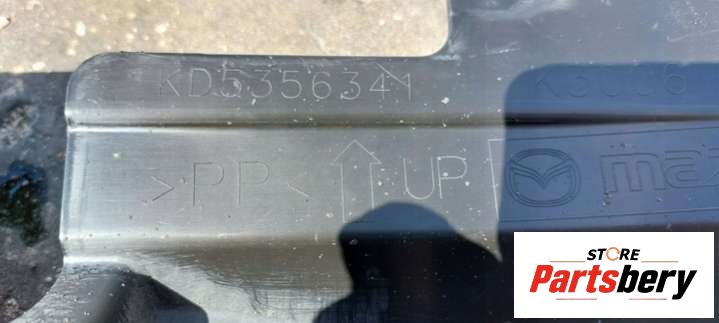 KD5356341
>PP< UP
STORE
Partsbery